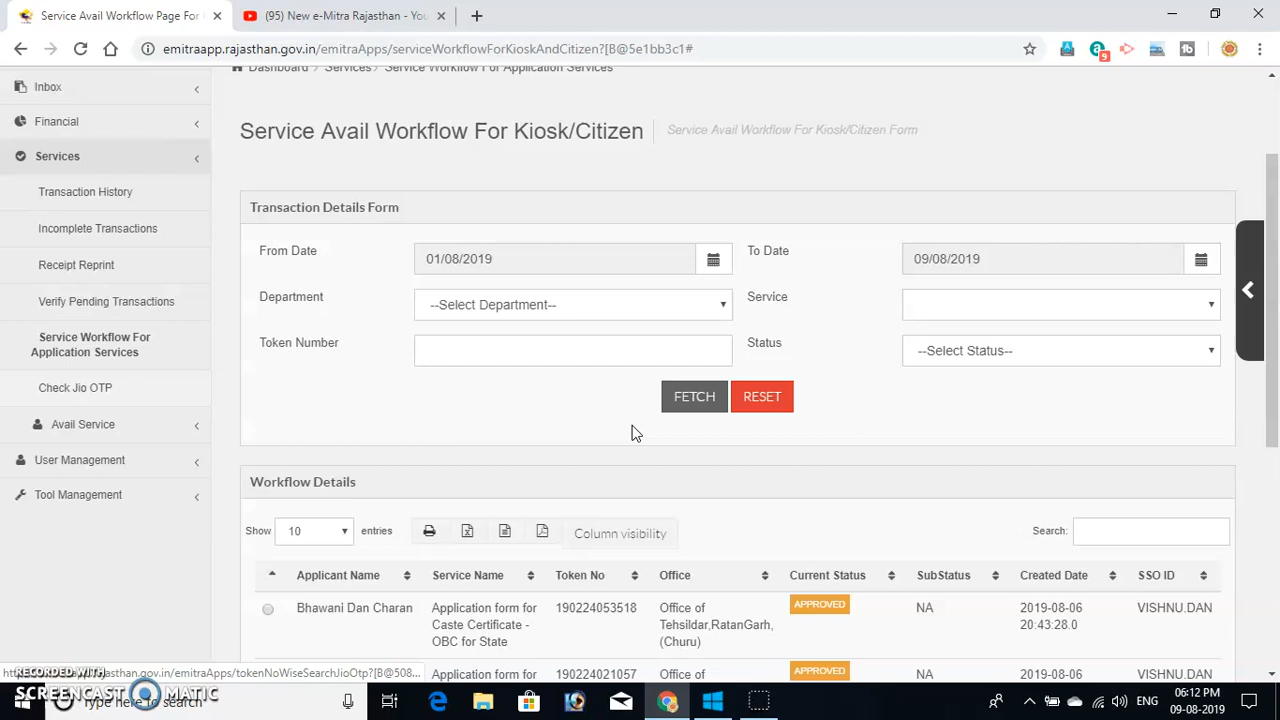 Service Avail Workflow Page For
(95) New e-Mitra Rajasthan - You
emitraapp.rajasthan.gov.in/emitraApps/serviceWorkflowForKioskAndCitizen?[B@5e1bb3c1#
9
Dashboard Services Service Workflow For Application Services
Inbox
Financial
Services
Transaction History
Incomplete Transactions
Receipt Reprint
Verify Pending Transactions
Service Workflow For
Application Services
Check Jio OTP
Avail Service
User Management
Tool Management
Service Avail Workflow For Kiosk/Citizen
Service Avail Workflow For Kiosk/Citizen Form
Transaction Details Form
From Date 01/08/2019 To Date 09/08/2019
Department --Select Department-- Service
Token Number Status --Select Status--
FETCH RESET
Workflow Details
Show 10 entries Column visibility Search:
Applicant Name Service Name Token No Office Current Status SubStatus Created Date SSO ID
Bhawani Dan Charan Application form for 190224053518 Office of APPROVED NA 2019-08-06 VISHNU.DAN
Caste Certificate - Tehsildar,RatanGarh, 20:43:28.0
OBC for State (Churu)
Application form 190224021057 Office of APPROVED
ajasthan.gov.in/emitraApps/tokenNoWiseSearchJioOtp?[B@508...
RECORDED WITH
SCREENCAST MATIC
Type here to search
ENG
06:12 PM
09-08-2019